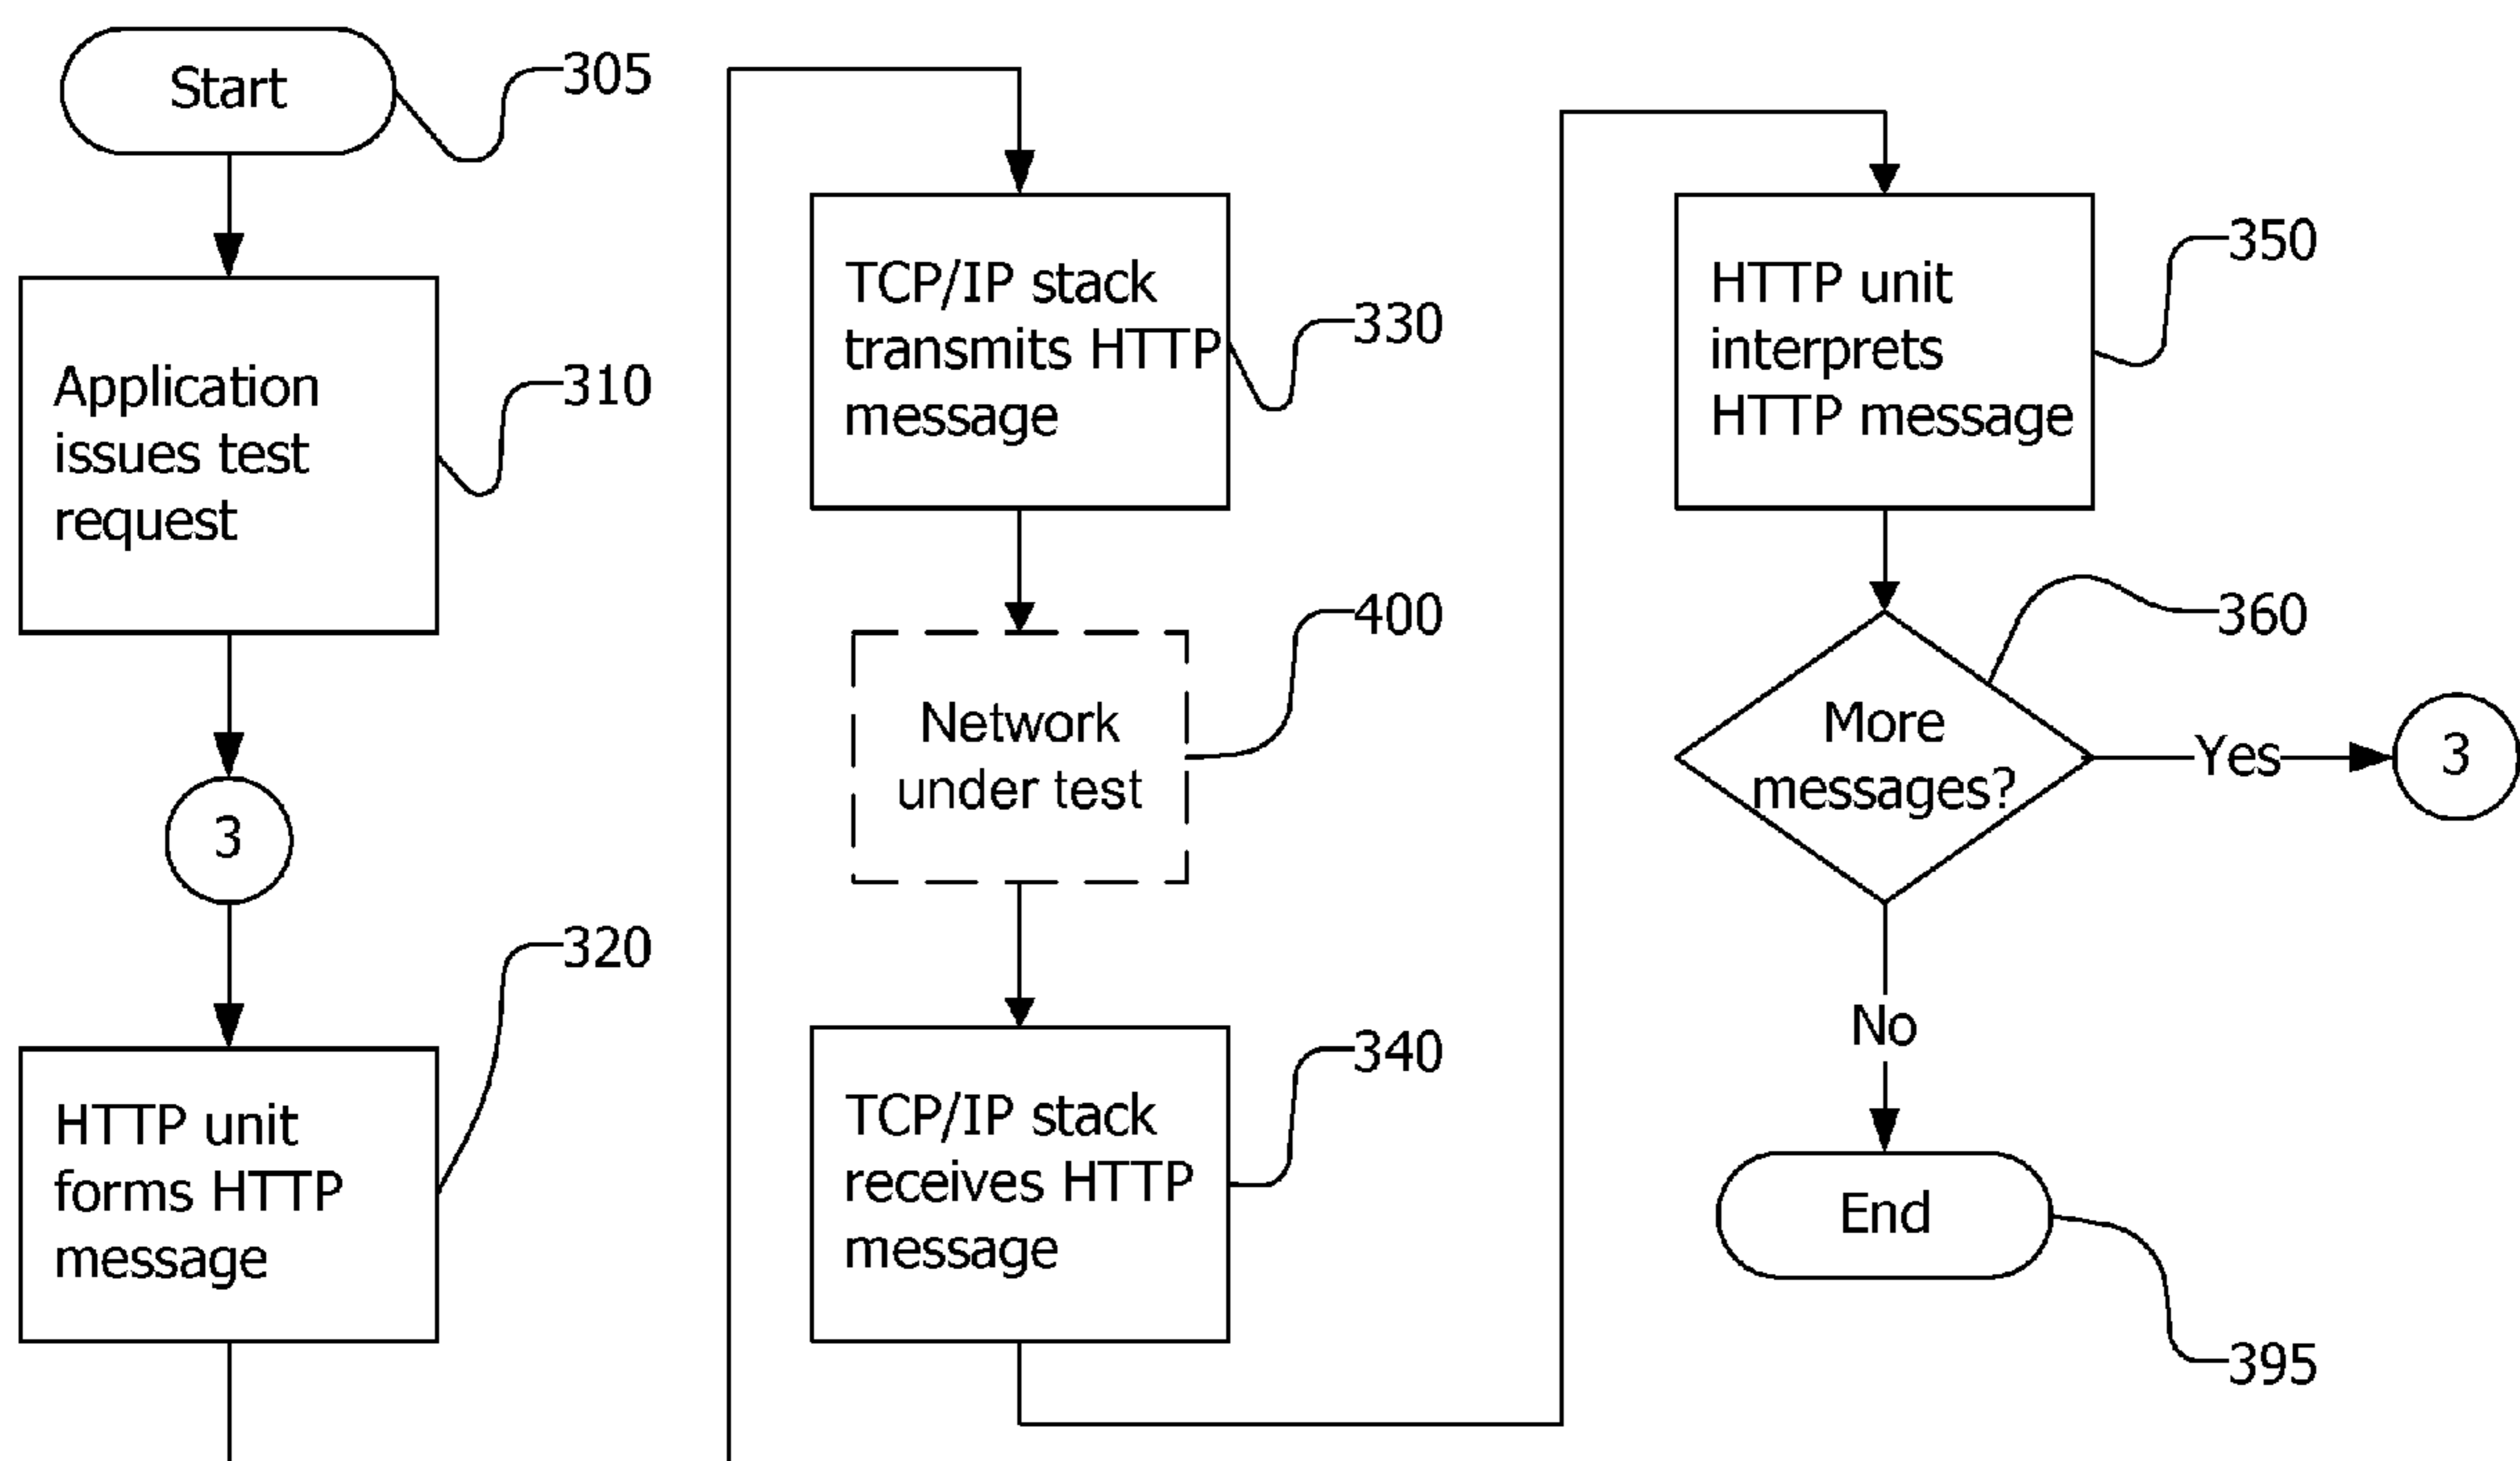 Start
305
Application
issues test
request
310
3
HTTP unit
forms HTTP
message
320
TCP/IP stack
transmits HTTP
message
330
Network
under test
400
TCP/IP stack
receives HTTP
message
340
HTTP unit
interprets
HTTP message
350
More
messages?
360
Yes
3
No
End
395